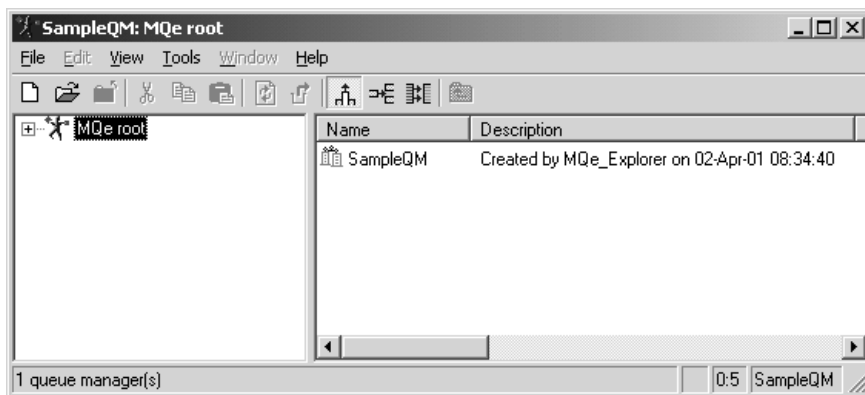 SampleQM: MQe root
File Edit View Tools Window Help
MQe root
Name Description
SampleQM Created by MQe_Explorer on 02-Apr-01 08:34:40
1 queue manager(s) 0:5 SampleQM